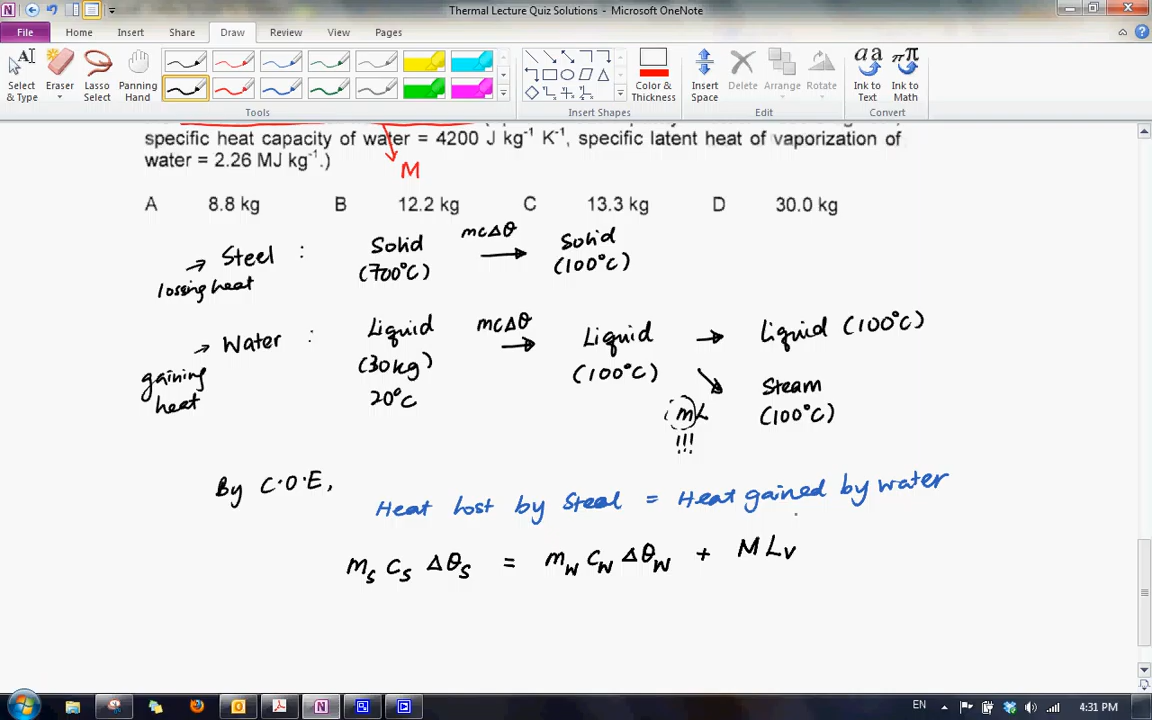 Thermal Lecture Quiz Solutions - Microsoft OneNote
File Home Insert Share Draw Review View Pages
Select & Type Eraser Lasso Select Panning Hand Color & Thickness Insert Space Delete Arrange Rotate Ink to Text Ink to Math
Tools Insert Shapes Edit Convert
specific heat capacity of water = 4200 J kg⁻¹ K⁻¹, specific latent heat of vaporization of
water = 2.26 MJ kg⁻¹.)
M
A 8.8 kg B 12.2 kg C 13.3 kg D 30.0 kg
→ Steel : Solid mcΔθ → Solid
lossing heat (700°C) (100°C)
→ Water : Liquid mcΔθ → Liquid → Liquid (100°C)
gaining heat (30kg) (100°C) Steam
20°C mL (100°C)
!!!
By C.O.E,
Heat lost by Steel = Heat gained by water
mₛ cₛ Δθₛ = m_W c_W Δθ_W + M Lᵥ
EN 4:31 PM